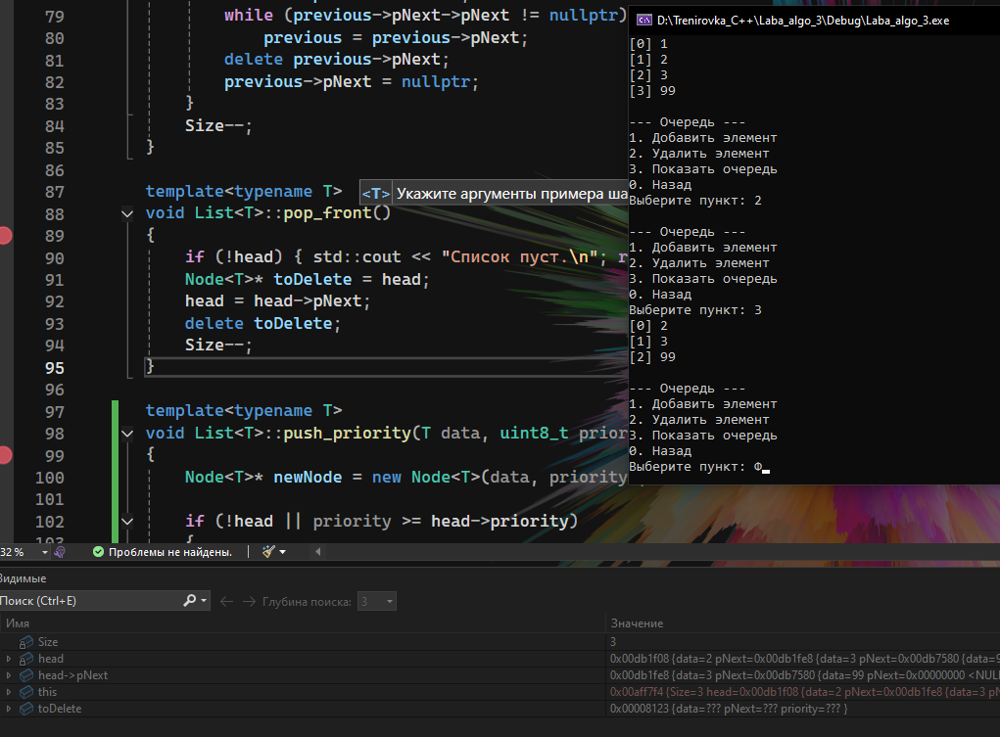 79 while (previous->pNext->pNext != nullptr)
80 previous = previous->pNext;
81 delete previous->pNext;
82 previous->pNext = nullptr;
83 }
84 Size--;
85 }
86
87 template<typename T> <T> Укажите аргументы примера ша
88 void List<T>::pop_front()
89 {
90 if (!head) { std::cout << "Список пуст.\n"; r
91 Node<T>* toDelete = head;
92 head = head->pNext;
93 delete toDelete;
94 Size--;
95 }
96
97 template<typename T>
98 void List<T>::push_priority(T data, uint8_t prior
99 {
100 Node<T>* newNode = new Node<T>(data, priority
101
102 if (!head || priority >= head->priority)
103 {
D:\Trenirovka_C++\Laba_algo_3\Debug\Laba_algo_3.exe
[0] 1
[1] 2
[2] 3
[3] 99
--- Очередь ---
1. Добавить элемент
2. Удалить элемент
3. Показать очередь
0. Назад
Выберите пункт: 2
--- Очередь ---
1. Добавить элемент
2. Удалить элемент
3. Показать очередь
0. Назад
Выберите пункт: 3
[0] 2
[1] 3
[2] 99
--- Очередь ---
1. Добавить элемент
2. Удалить элемент
3. Показать очередь
0. Назад
Выберите пункт: Ф
32 % Проблемы не найдены.
Видимые
Поиск (Ctrl+E) Глубина поиска: 3
Имя Значение
Size 3
head 0x00db1f08 {data=2 pNext=0x00db1fe8 {data=3 pNext=0x00db7580 {data=9
head->pNext 0x00db1fe8 {data=3 pNext=0x00db7580 {data=99 pNext=0x00000000 <NULL
this 0x00aff7f4 {Size=3 head=0x00db1f08 {data=2 pNext=0x00db1fe8 {data=3 pN
toDelete 0x00008123 {data=??? pNext=??? priority=??? }